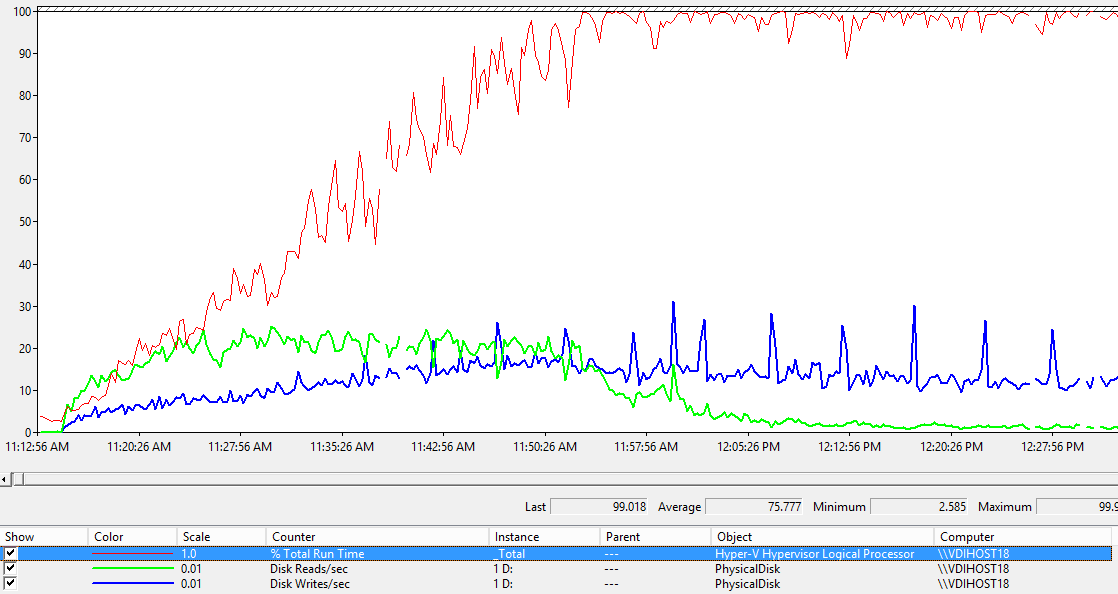 100
90
80
70
60
50
40
30
20
10
0
11:12:56 AM 11:20:26 AM 11:27:56 AM 11:35:26 AM 11:42:56 AM 11:50:26 AM 11:57:56 AM 12:05:26 PM 12:12:56 PM 12:20:26 PM 12:27:56 PM
Last 99.018 Average 75.777 Minimum 2.585 Maximum 99.9
Show Color Scale Counter Instance Parent Object Computer
1.0 % Total Run Time _Total --- Hyper-V Hypervisor Logical Processor \\VDIHOST18
0.01 Disk Reads/sec 1 D: --- PhysicalDisk \\VDIHOST18
0.01 Disk Writes/sec 1 D: --- PhysicalDisk \\VDIHOST18